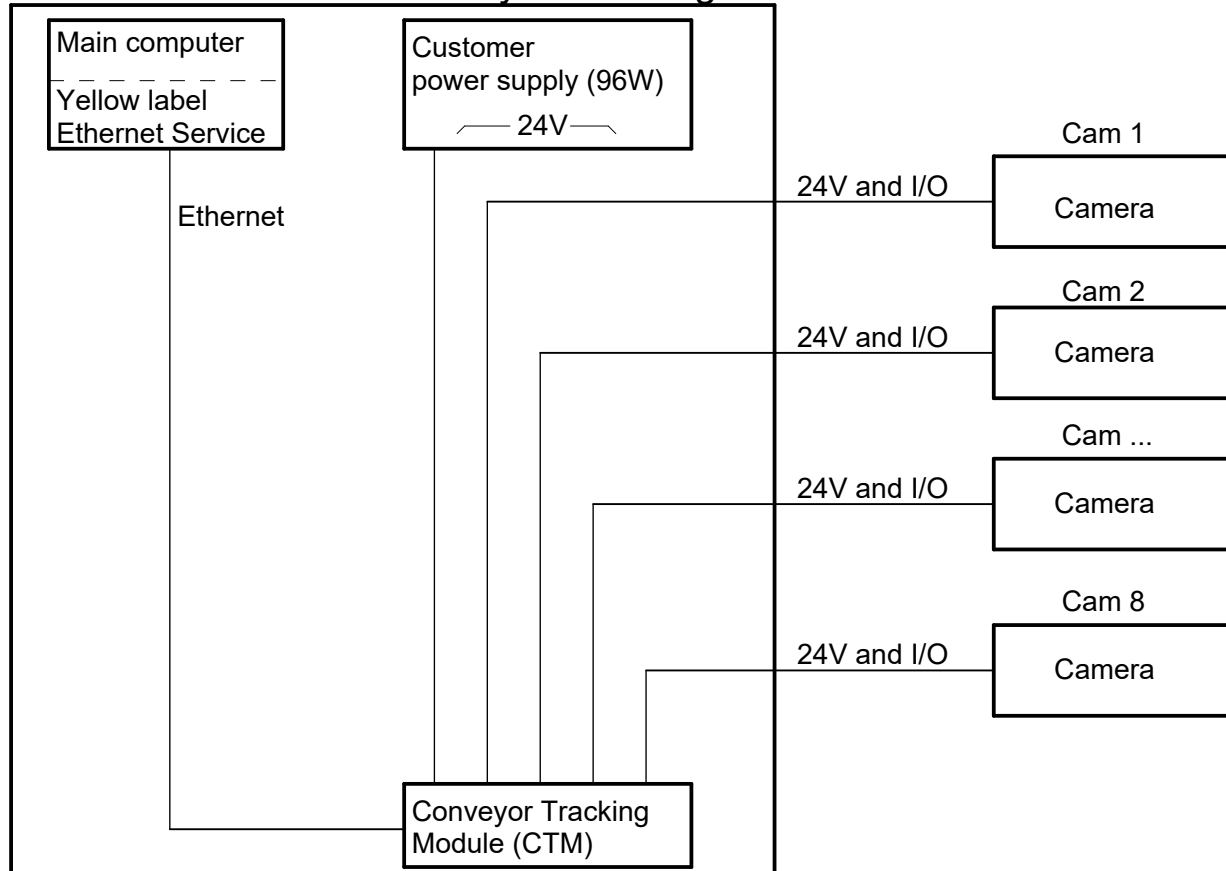 Main computer
Yellow label
Ethernet Service
Customer
power supply (96W)
24V
Ethernet
Cam 1
24V and I/O
Camera
Cam 2
24V and I/O
Camera
Cam ...
24V and I/O
Camera
Cam 8
24V and I/O
Camera
Conveyor Tracking
Module (CTM)